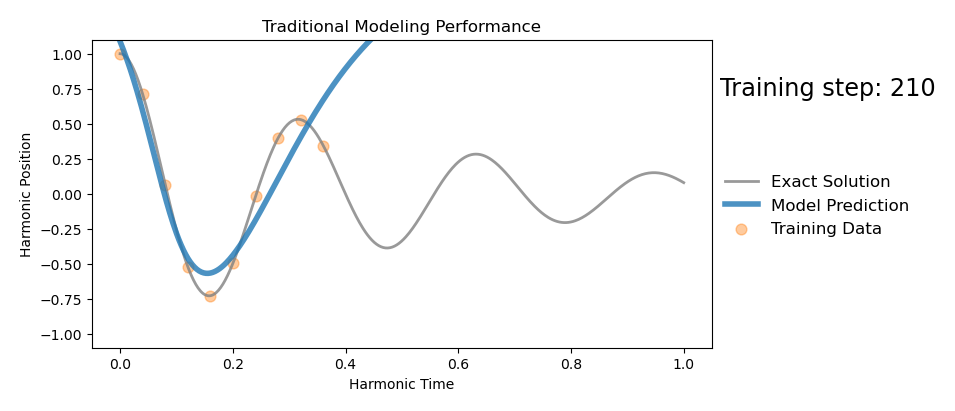 Traditional Modeling Performance
Harmonic Position
1.00
0.75
0.50
0.25
0.00
−0.25
−0.50
−0.75
−1.00
0.0 0.2 0.4 0.6 0.8 1.0
Harmonic Time
Training step: 210
Exact Solution
Model Prediction
Training Data